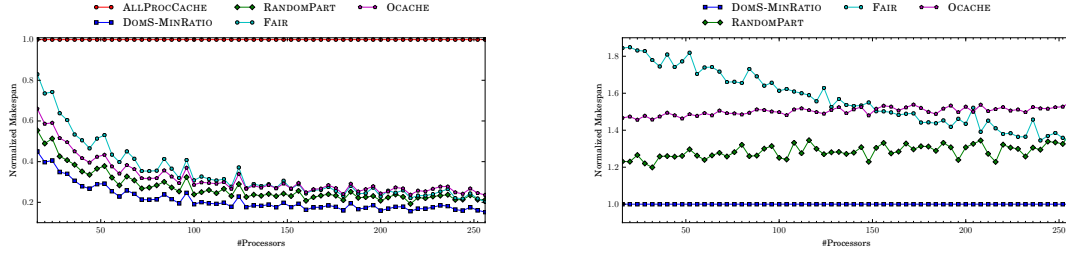 ALLPROCCACHE RANDOMPART OCACHE
DOMS-MINRATIO FAIR
1.0
0.8
0.6
0.4
0.2
Normalized Makespan
50 100 150 200 250
#Processors
DOMS-MINRATIO FAIR OCACHE
RANDOMPART
1.8
1.6
1.4
1.2
1.0
Normalized Makespan
50 100 150 200 250
#Processors